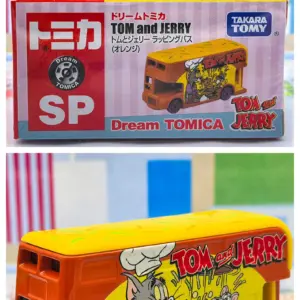 トミカ
ドリームトミカ
TOM and JERRY
トムとジェリー ラッピングバス
(オレンジ)
TAKARA
TOMY
Dream
TOMICA
SP
Dream TOMICA
TOM and
JERRY
TOM and JERRY